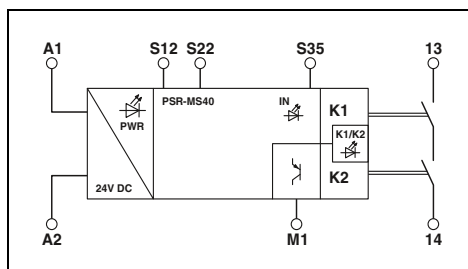 A1 S12 S22 S35 13
PSR-MS40 IN K1
PWR K1/K2
24V DC K2
A2 M1 14